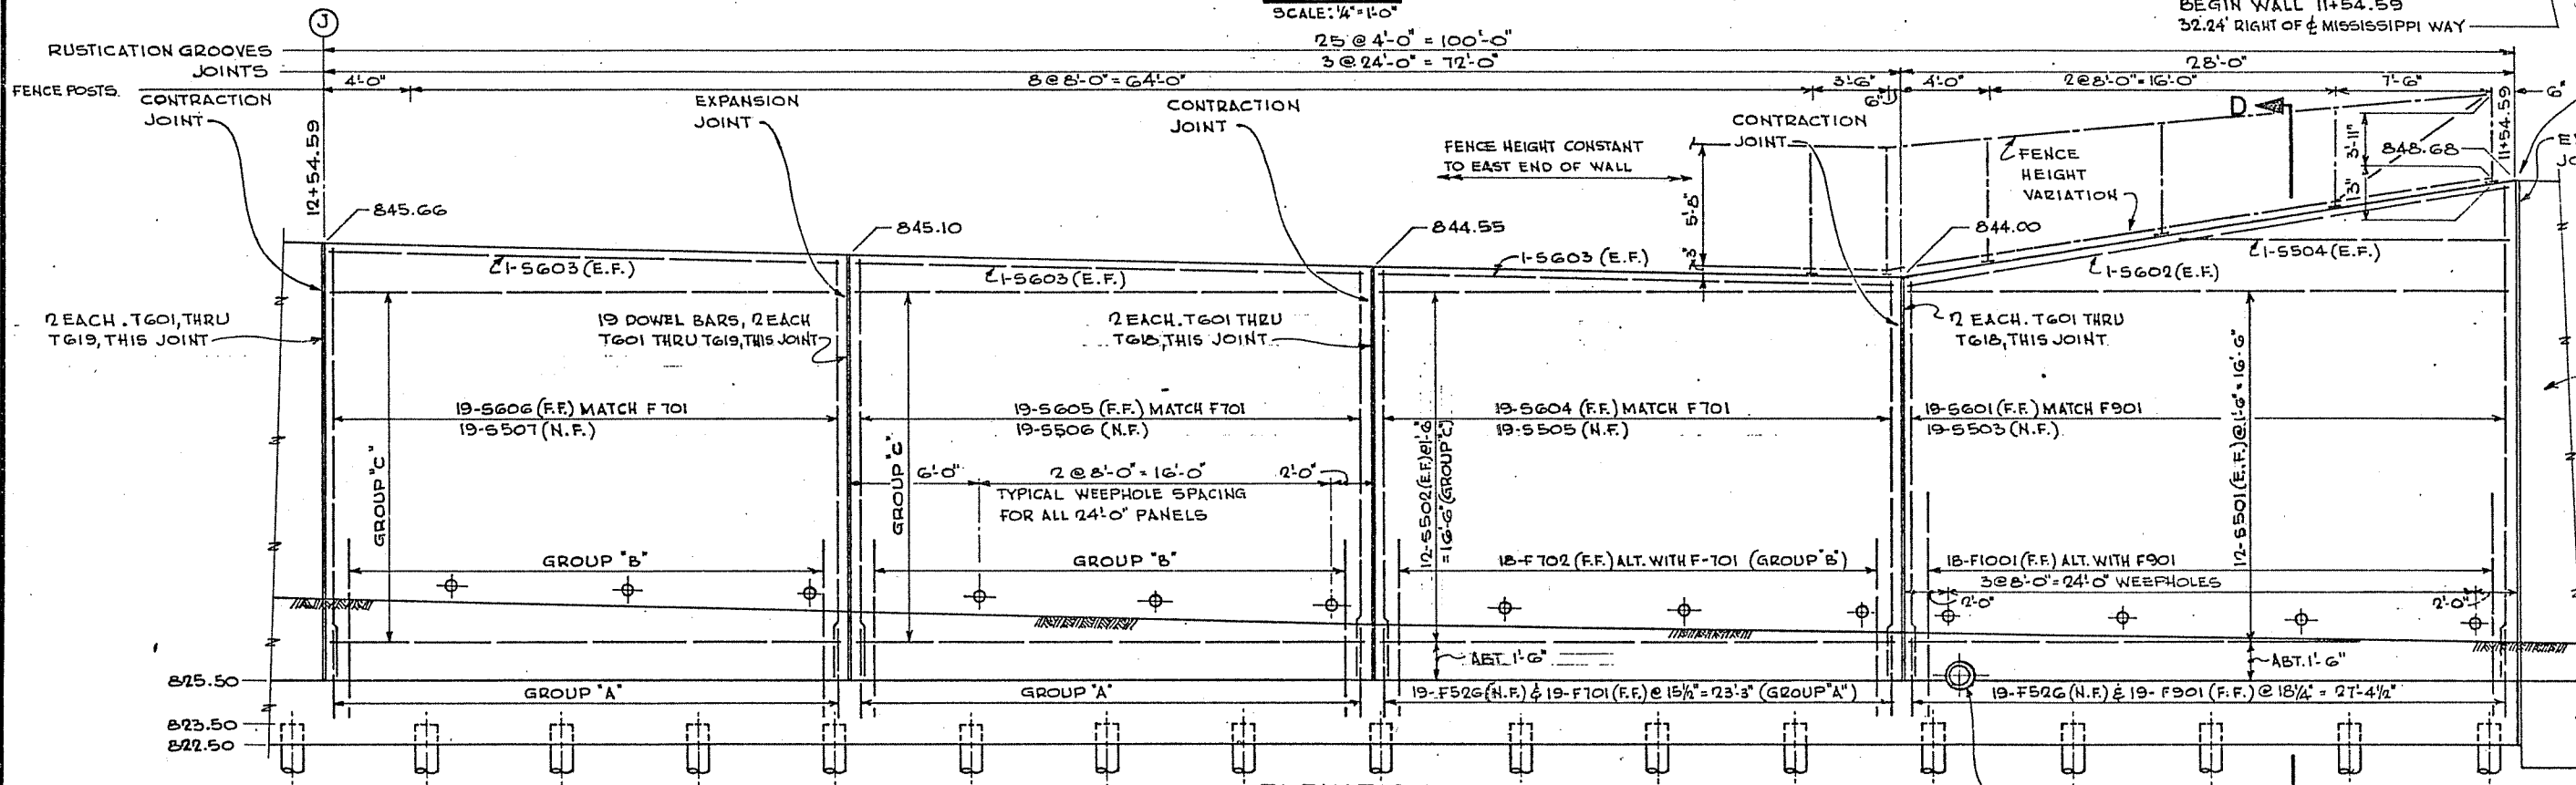 SCALE: 1/4" = 1'-0"
BEGIN WALL 11+54.59
32.24' RIGHT OF ℄ MISSISSIPPI WAY
J
RUSTICATION GROOVES
25 @ 4'-0" = 100'-0"
JOINTS
3 @ 24'-0" = 72'-0"
28'-0"
FENCE POSTS.
4'-0"
8 @ 8'-0" = 64'-0"
3'-6"
6"
4'-0"
2 @ 8'-0" = 16'-0"
7'-6"
6"
CONTRACTION
JOINT
EXPANSION
JOINT
CONTRACTION
JOINT
CONTRACTION
JOINT
D
12+54.59
11+54.59
FENCE HEIGHT CONSTANT
TO EAST END OF WALL
FENCE
HEIGHT
VARIATION
3'-11"
3"
848.68
5'-8"
3"
845.66
845.10
844.55
844.00
1-S603 (E.F.)
1-S603 (E.F.)
1-S603 (E.F.)
1-S602 (E.F.)
1-S504 (E.F.)
2 EACH. T601, THRU
T619, THIS JOINT
19 DOWEL BARS, 2 EACH
T601 THRU T619, THIS JOINT
2 EACH. T601 THRU
T618, THIS JOINT
2 EACH. T601 THRU
T618, THIS JOINT
19-S606 (F.F.) MATCH F701
19-S507 (N.F.)
19-S605 (F.F.) MATCH F701
19-S506 (N.F.)
19-S604 (F.F.) MATCH F701
19-S505 (N.F.)
19-S601 (F.F.) MATCH F901
19-S503 (N.F.)
GROUP "C"
GROUP "C"
12-S502 (E.F.) @ 1'-6"
= 16'-6" (GROUP "C")
12-S501 (E.F.) @ 1'-6" = 16'-6"
6'-0"
2 @ 8'-0" = 16'-0"
2'-0"
TYPICAL WEEPHOLE SPACING
FOR ALL 24'-0" PANELS
GROUP "B"
GROUP "B"
18-F702 (F.F.) ALT. WITH F-701 (GROUP "B")
18-F1001 (F.F.) ALT. WITH F901
3 @ 8'-0" = 24'-0" WEEPHOLES
2'-0"
2'-0"
ABT. 1'-6"
ABT. 1'-6"
825.50
GROUP "A"
GROUP "A"
19-F526 (N.F.) & 19-F701 (F.F.) @ 15 1/2" = 23'-3" (GROUP "A")
19-F526 (N.F.) & 19-F901 (F.F.) @ 18 1/4" = 27'-4 1/2"
823.50
822.50